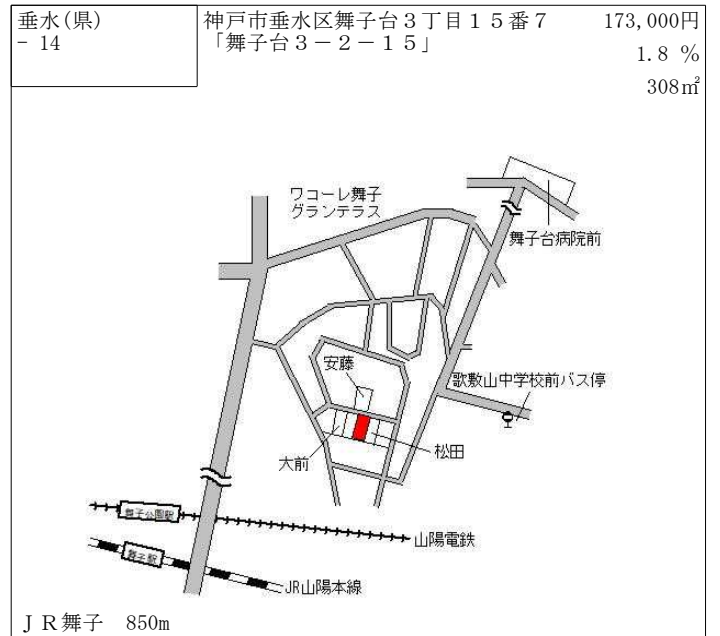 垂水(県)
- 14
神戸市垂水区舞子台３丁目１５番７
「舞子台３－２－１５」
173,000円
1.8 %
308㎡
ワコーレ舞子
グランテラス
舞子台病院前
安藤
歌敷山中学校前バス停
大前
松田
舞子公園駅
山陽電鉄
舞子駅
JR山陽本線
ＪＲ舞子　850m